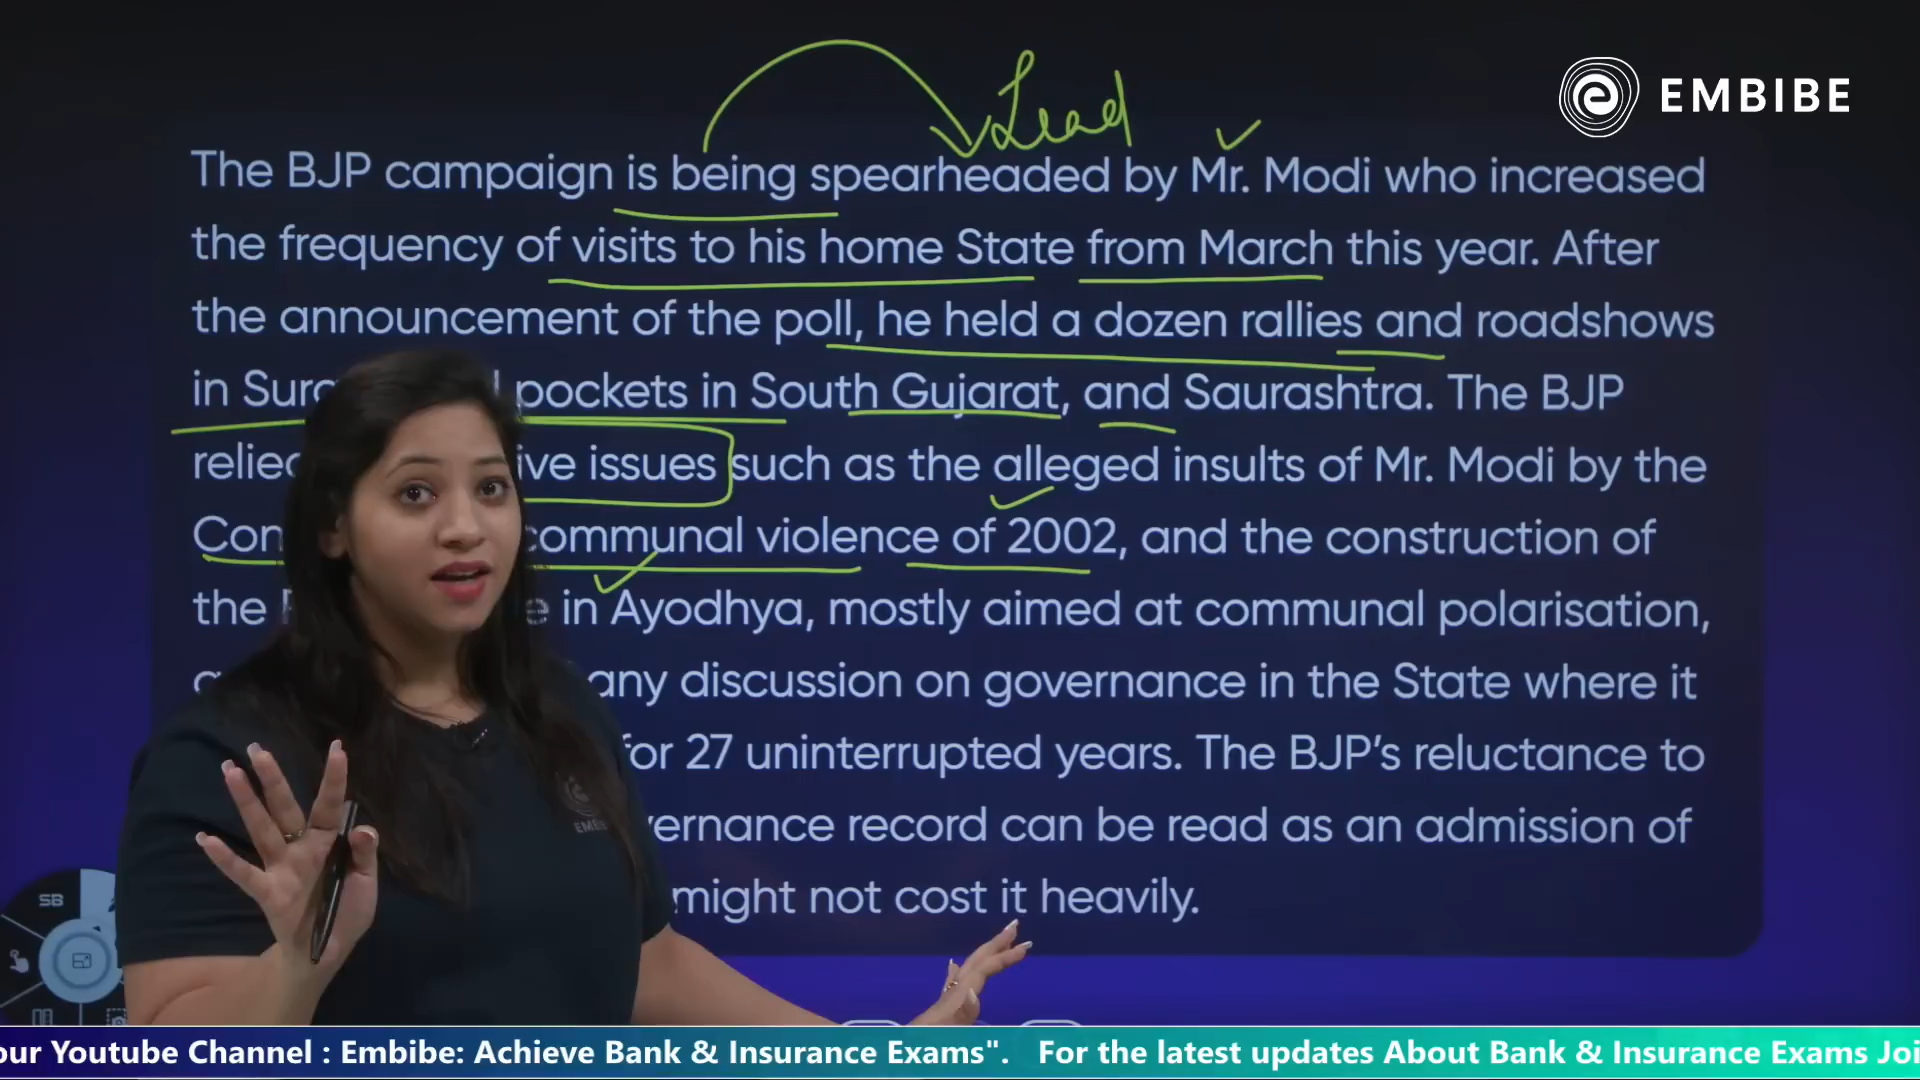 Lead
EMBIBE
The BJP campaign is being spearheaded by Mr. Modi who increased
the frequency of visits to his home State from March this year. After
the announcement of the poll, he held a dozen rallies and roadshows
in pockets in South Gujarat, and Saurashtra. The BJP
issues such as the alleged insults of Mr. Modi by the
communal violence of 2002, and the construction of
the in Ayodhya, mostly aimed at communal polarisation,
any discussion on governance in the State where it
for 27 uninterrupted years. The BJP's reluctance to
record can be read as an admission of
might not cost it heavily.
SB
EMBIBE
our Youtube Channel : Embibe: Achieve Bank & Insurance Exams". For the latest updates About Bank & Insurance Exams Joi